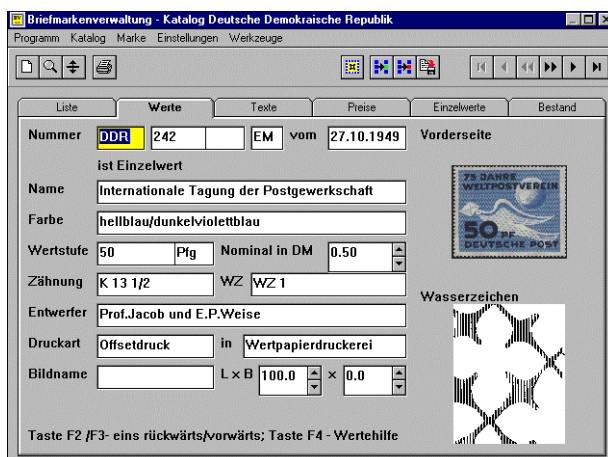 Briefmarkenverwaltung - Katalog Deutsche Demokraische Republik
Programm Katalog Marke Einstellungen Werkzeuge
Liste Werte Texte Preise Einzelwerte Bestand
Nummer DDR 242 EM vom 27.10.1949 Vorderseite
ist Einzelwert
75 JAHRE
WELTPOSTVEREIN
50 PF
DEUTSCHE POST
Name Internationale Tagung der Postgewerkschaft
Farbe hellblau/dunkelviolettblau
Wertstufe 50 Pfg Nominal in DM 0.50
Zähnung K 13 1/2 WZ WZ 1
Wasserzeichen
Entwerfer Prof.Jacob und E.P.Weise
Druckart Offsetdruck in Wertpapierdruckerei
Bildname L x B 100.0 x 0.0
Taste F2 /F3- eins rückwärts/vorwärts; Taste F4 - Wertehilfe